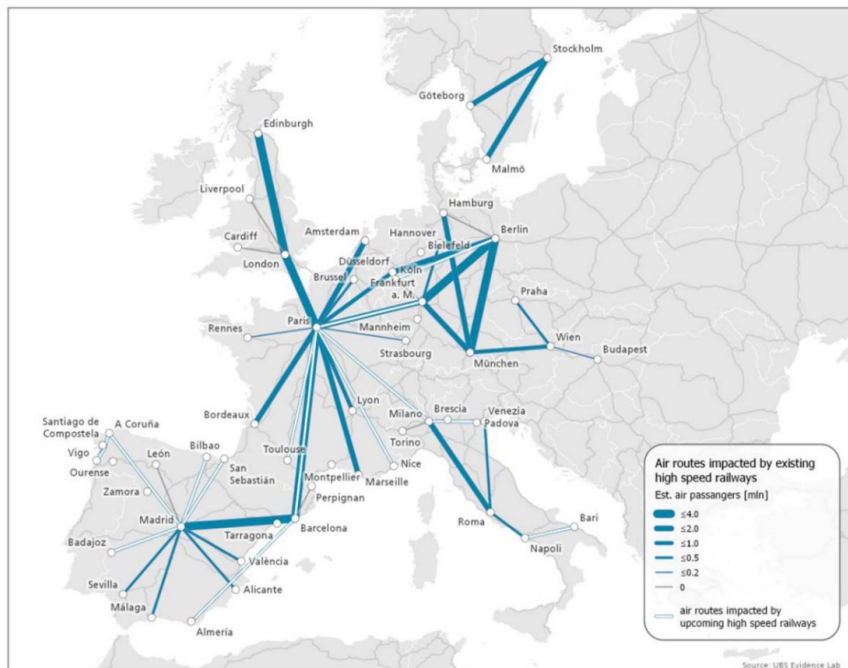 Stockholm
Göteborg
Edinburgh
Malmö
Liverpool
Hamburg
Cardiff
Amsterdam
Hannover
Berlin
London
Düsseldorf
Bielefeld
Brussel
Köln
Frankfurt
a. M.
Praha
Paris
Rennes
Mannheim
Wien
Strasbourg
Budapest
München
Lyon
Bordeaux
Milano
Brescia
Venezia
Santiago de
Compostela
A Coruña
Padova
Torino
León
Bilbao
Toulouse
Vigo
Nice
San
Sebastián
Montpellier
Ourense
Marseille
Zamora
Perpignan
Roma
Bari
Madrid
Barcelona
Tarragona
Badajoz
Napoli
València
Sevilla
Alicante
Málaga
Almería
Air routes impacted by existing
high speed railways
Est. air passangers [mln]
≤4.0
≤2.0
≤1.0
≤0.5
≤0.2
0
air routes impacted by
upcoming high speed railways
Source: UBS Evidence Lab